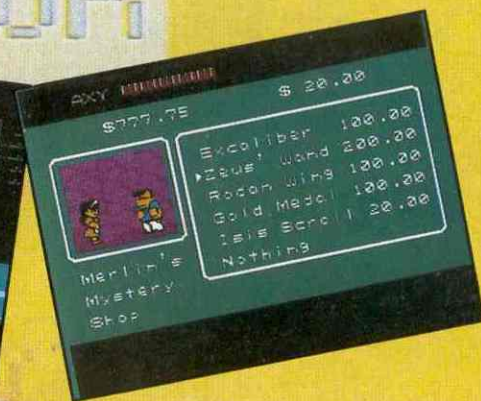 AXY
$777.75 $ 20.00
Excaliber 100.00
▸Zeus' wand 200.00
Rodan wing 100.00
Gold Medal 100.00
Isis Scroll 20.00
Nothing
Merlin's
Mystery
Shop